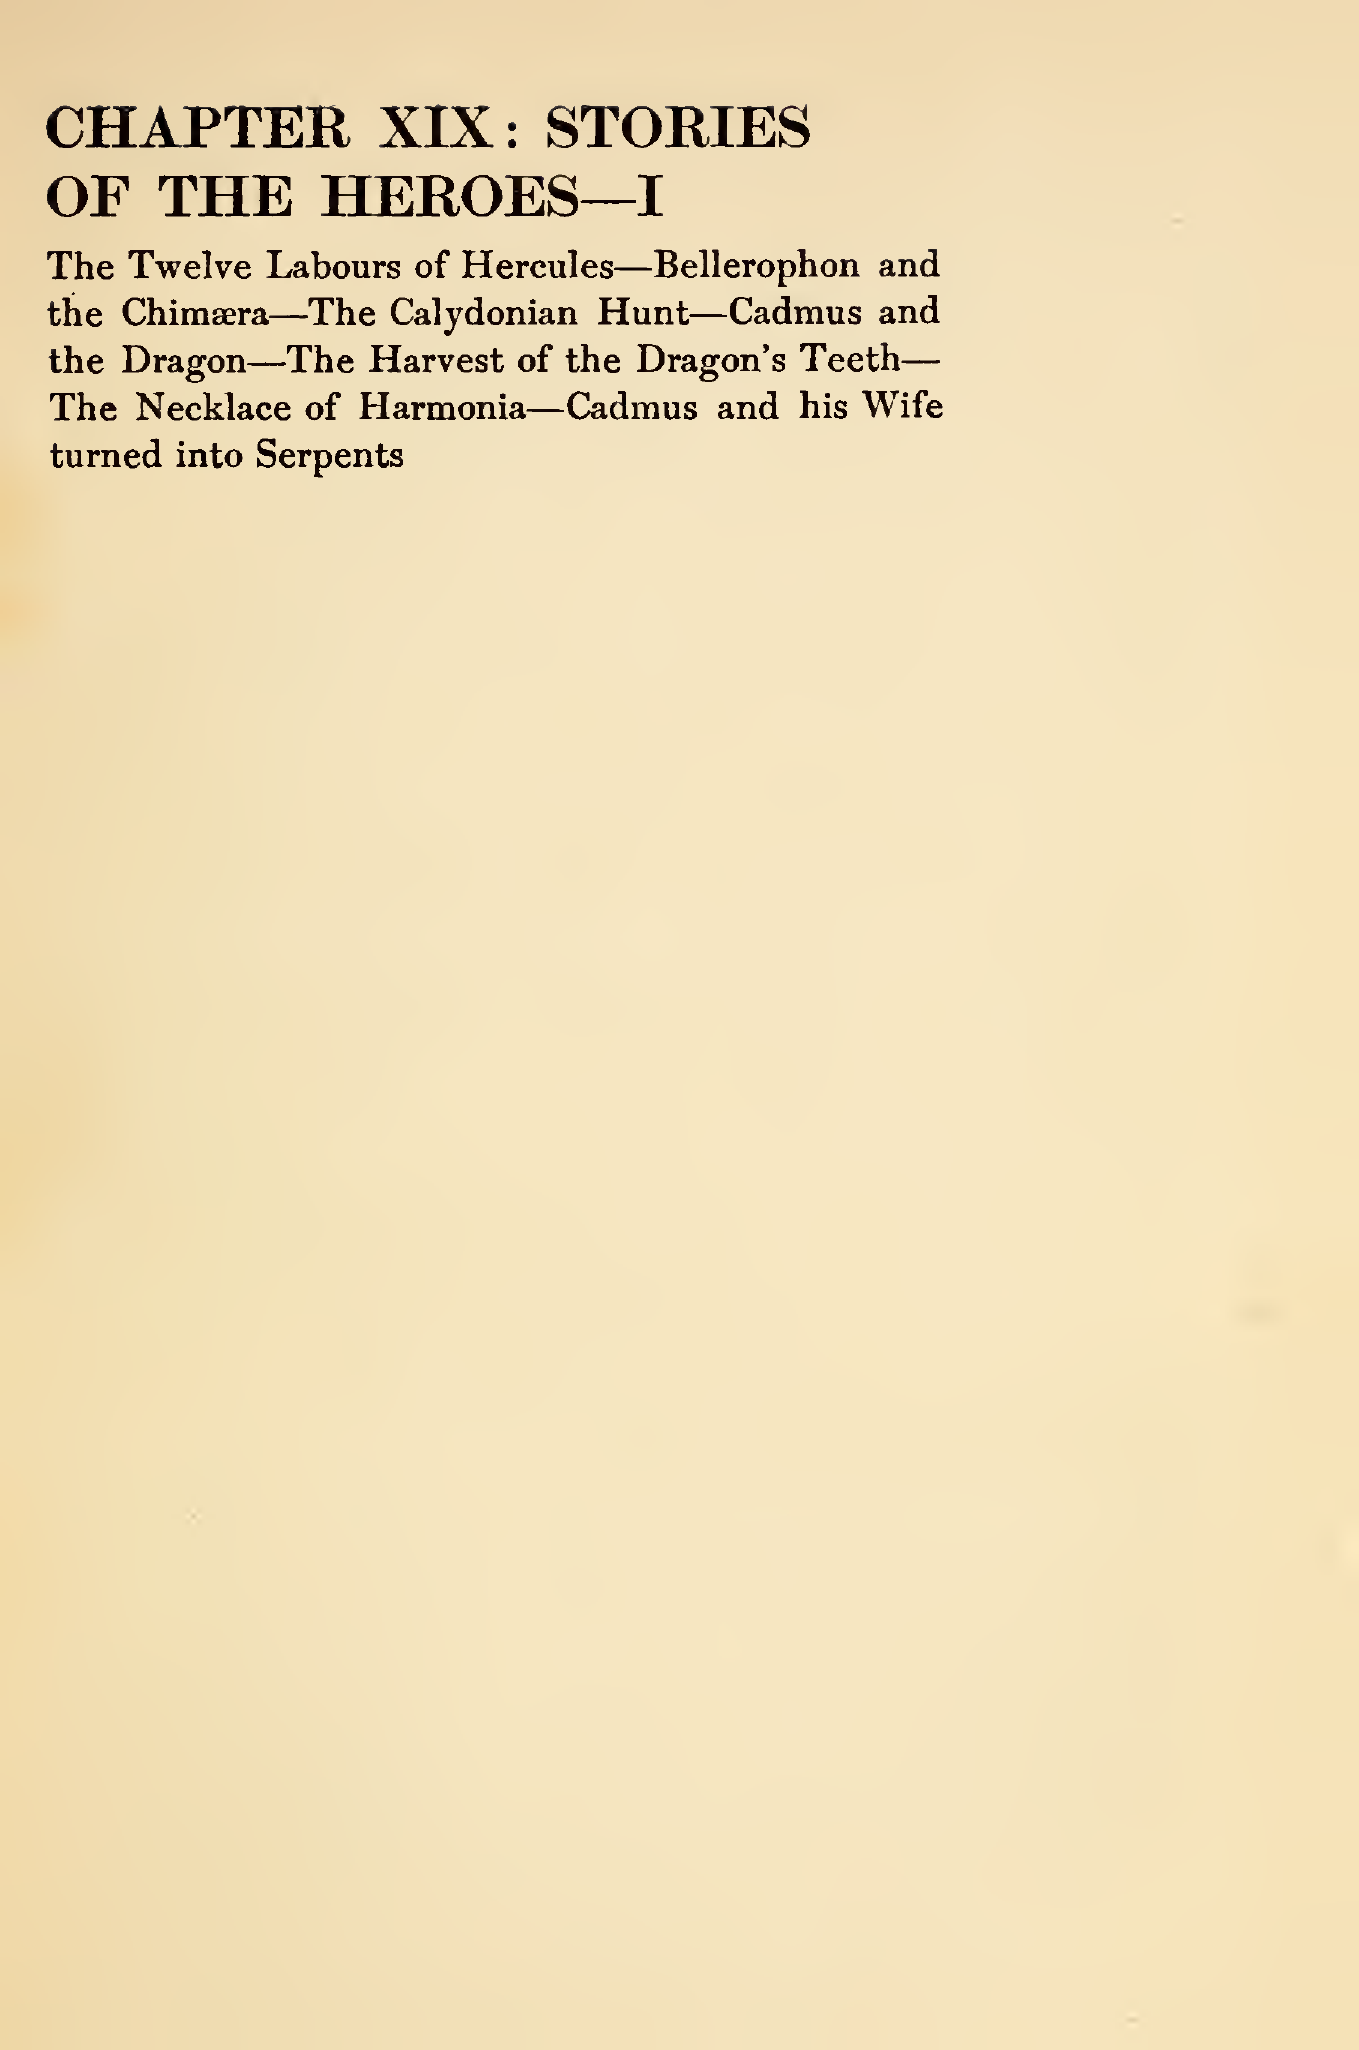 CHAPTER XIX: STORIES
OF THE HEROES—I
The Twelve Labours of Hercules—Bellerophon and
the Chimæra—The Calydonian Hunt—Cadmus and
the Dragon—The Harvest of the Dragon's Teeth—
The Necklace of Harmonia—Cadmus and his Wife
turned into Serpents